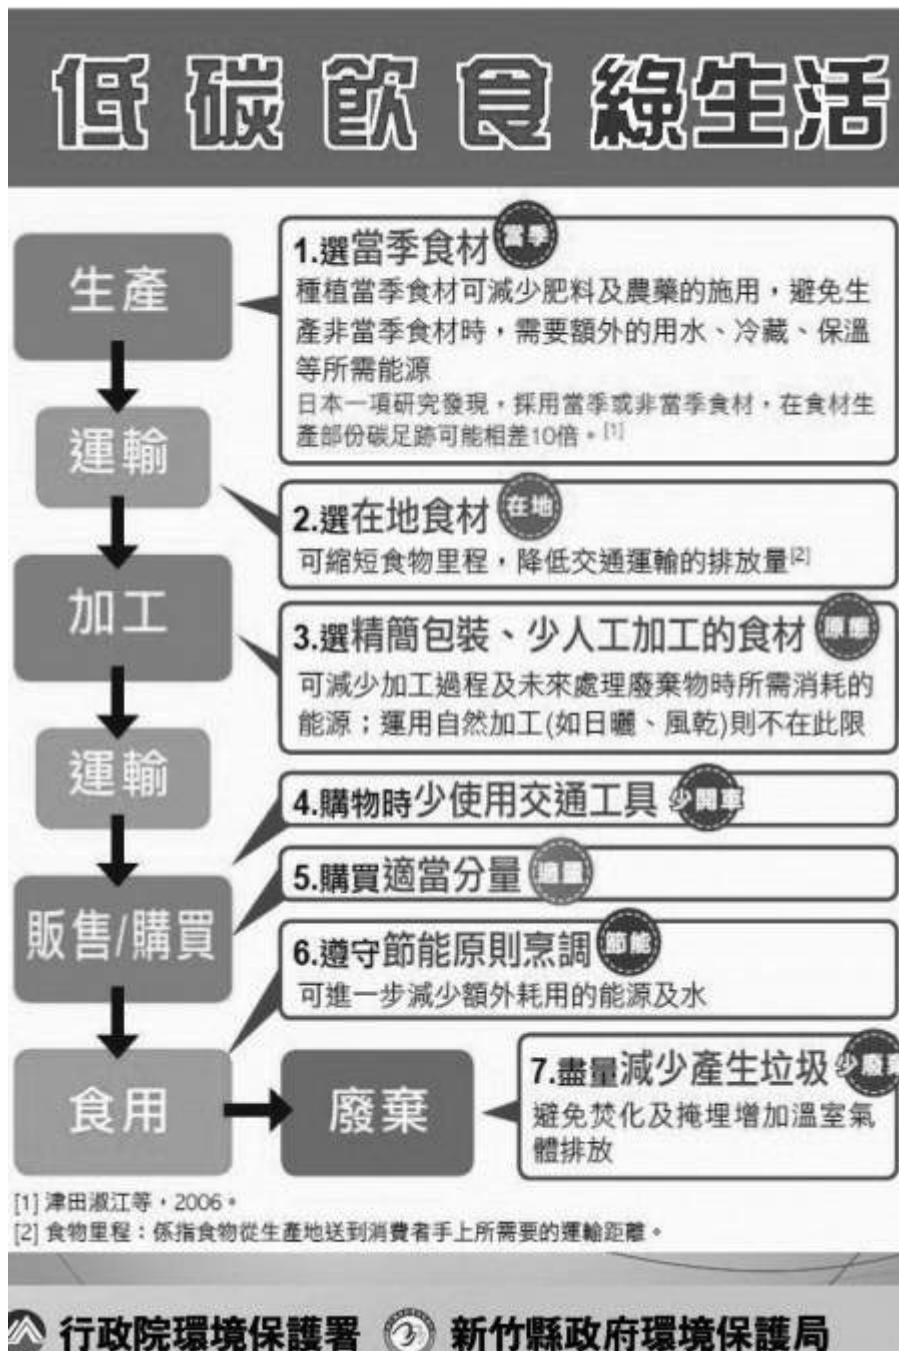 低碳飲食 綠生活
生產
1.選當季食材 當季
種植當季食材可減少肥料及農藥的施用，避免生
產非當季食材時，需要額外的用水、冷藏、保溫
等所需能源
日本一項研究發現，採用當季或非當季食材，在食材生
產部份碳足跡可能相差10倍。[1]
運輸
2.選在地食材 在地
可縮短食物里程，降低交通運輸的排放量[2]
加工
3.選精簡包裝、少人工加工的食材 原態
可減少加工過程及未來處理廢棄物時所需消耗的
能源；運用自然加工(如日曬、風乾)則不在此限
運輸
4.購物時少使用交通工具 少開車
5.購買適當分量
販售/購買
6.遵守節能原則烹調 節能
可進一步減少額外耗用的能源及水
食用
廢棄
7.盡量減少產生垃圾 少廢棄
避免焚化及掩埋增加溫室氣
體排放
[1] 津田淑江等，2006。
[2] 食物里程：係指食物從生產地送到消費者手上所需要的運輸距離。
行政院環境保護署 新竹縣政府環境保護局